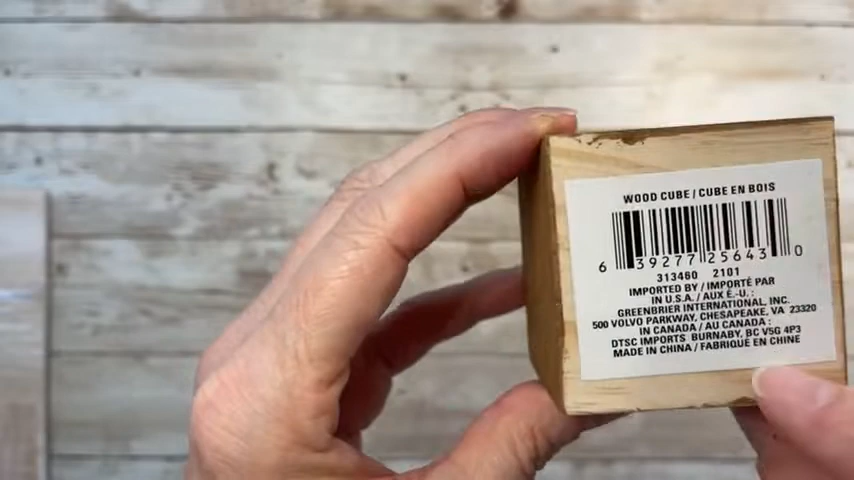 WOOD CUBE / CUBE EN BOIS
6 39277 25643 0
313460 2101
IMPORTED BY / IMPORTÉ PAR
IN U.S.A. / AUX É.-U. :
GREENBRIER INTERNATIONAL, INC.
500 VOLVO PARKWAY, CHESAPEAKE, VA 23320
IN CANADA / AU CANADA :
DTSC IMPORTS BURNABY, BC V5G 4P3
MADE IN CHINA / FABRIQUÉ EN CHINE